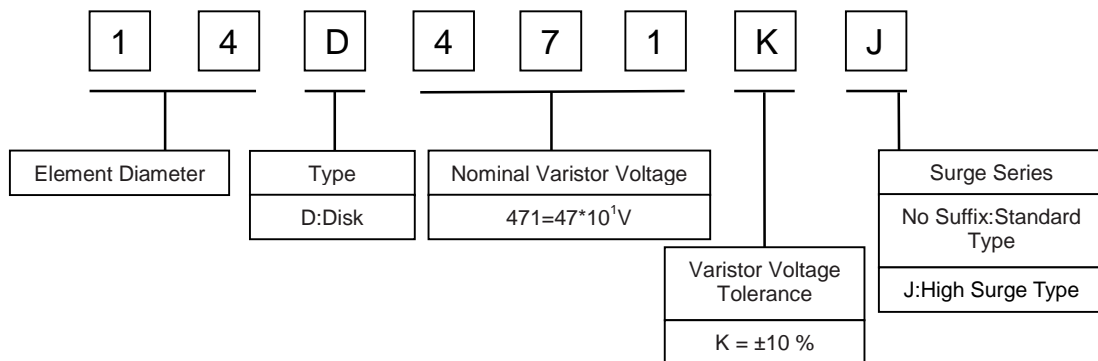 1 4 D 4 7 1 K J
Element Diameter
Type
D:Disk
Nominal Varistor Voltage
471=47*10¹V
Varistor Voltage
Tolerance
K = ±10 %
Surge Series
No Suffix:Standard
Type
J:High Surge Type